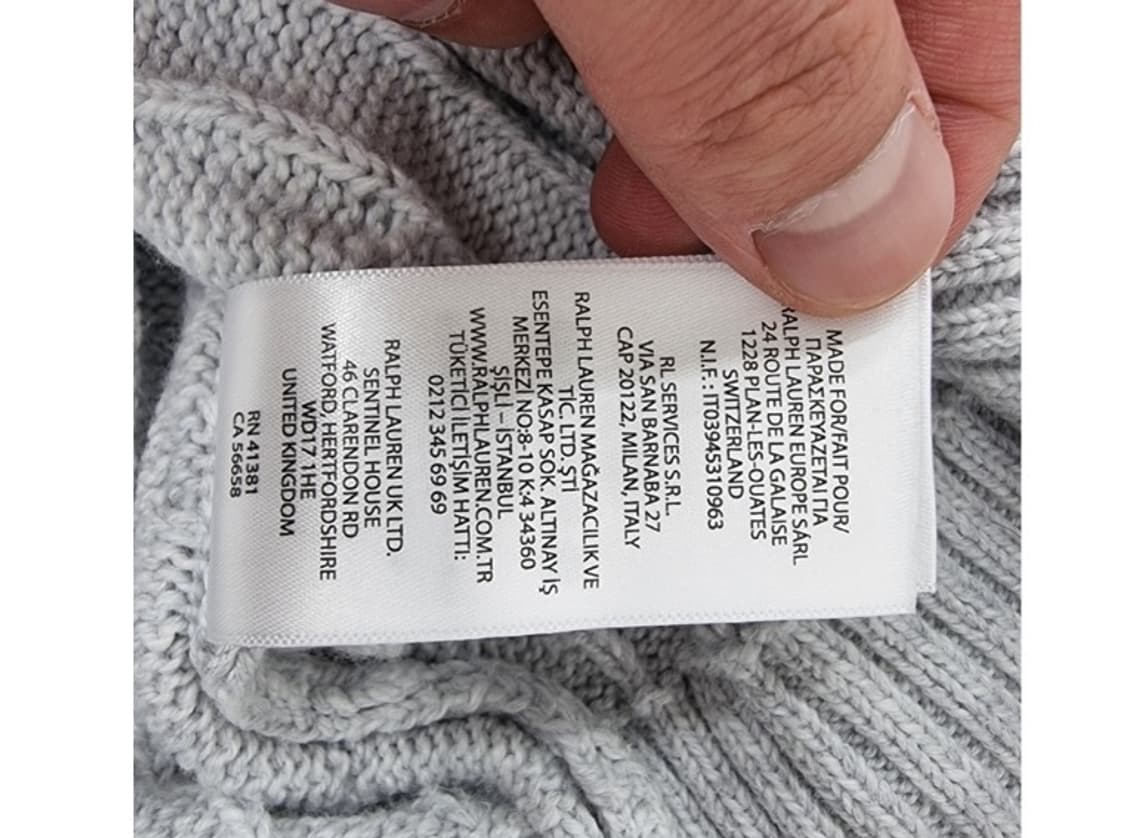 MADE FOR/FAIT POUR/
ΠΑΡΑΣΚΕΥΑΖΕΤΑΙ ΓΙΑ
RALPH LAUREN EUROPE SÁRL
24 ROUTE DE LA GALAISE
1228 PLAN-LES-OUATES
SWITZERLAND
N.I.F.: IT03945310963
RL SERVICES S.R.L.
VIA SAN BARNABA 27
CAP 20122, MILAN, ITALY
RALPH LAUREN MAĞAZACILIK VE
TİC. LTD. ŞTİ
ESENTEPE KASAP SOK. ALTINAY İŞ
MERKEZİ NO:8-10 K:4 34360
ŞİŞLİ – İSTANBUL
WWW.RALPHLAUREN.COM.TR
TÜKETİCİ İLETİŞİM HATTI:
0212 345 69 69
RALPH LAUREN UK LTD.
SENTINEL HOUSE
46 CLARENDON RD
WATFORD, HERTFORDSHIRE
WD17 1HE
UNITED KINGDOM
RN 41381
CA 56658